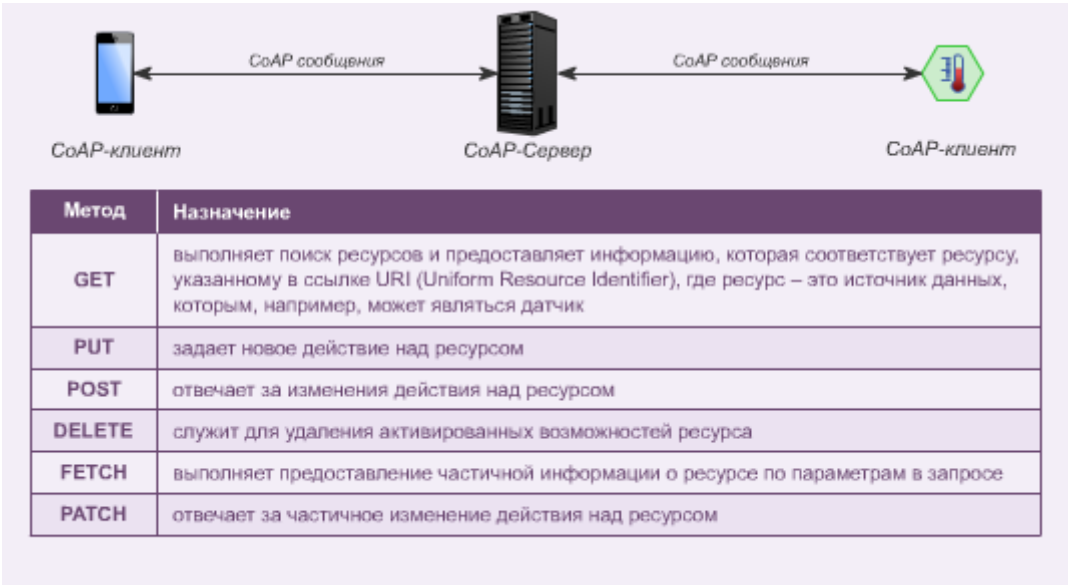 CoAP сообщения
CoAP сообщения
CoAP-клиент
CoAP-Сервер
CoAP-клиент
Метод
Назначение
GET
выполняет поиск ресурсов и предоставляет информацию, которая соответствует ресурсу,
указанному в ссылке URI (Uniform Resource Identifier), где ресурс – это источник данных,
которым, например, может являться датчик
PUT
задает новое действие над ресурсом
POST
отвечает за изменения действия над ресурсом
DELETE
служит для удаления активированных возможностей ресурса
FETCH
выполняет предоставление частичной информации о ресурсе по параметрам в запросе
PATCH
отвечает за частичное изменение действия над ресурсом